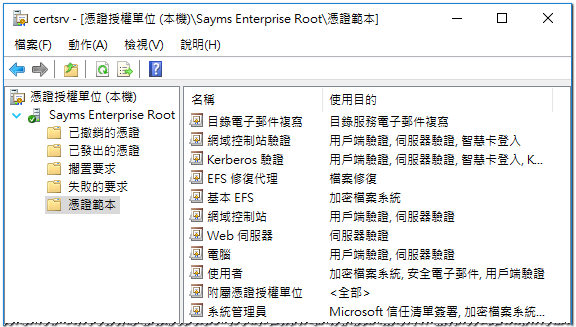 certsrv - [憑證授權單位 (本機)\Sayms Enterprise Root\憑證範本]
檔案(F) 動作(A) 檢視(V) 說明(H)
憑證授權單位 (本機)
Sayms Enterprise Root
已撤銷的憑證
已發出的憑證
擱置要求
失敗的要求
憑證範本
名稱 使用目的
目錄電子郵件複寫 目錄服務電子郵件複寫
網域控制站驗證 用戶端驗證, 伺服器驗證, 智慧卡登入
Kerberos 驗證 用戶端驗證, 伺服器驗證, 智慧卡登入, K...
EFS 修復代理 檔案修復
基本 EFS 加密檔案系統
網域控制站 用戶端驗證, 伺服器驗證
Web 伺服器 伺服器驗證
電腦 用戶端驗證, 伺服器驗證
使用者 加密檔案系統, 安全電子郵件, 用戶端驗證
附屬憑證授權單位 <全部>
系統管理員 Microsoft 信任清單簽署, 加密檔案系統...